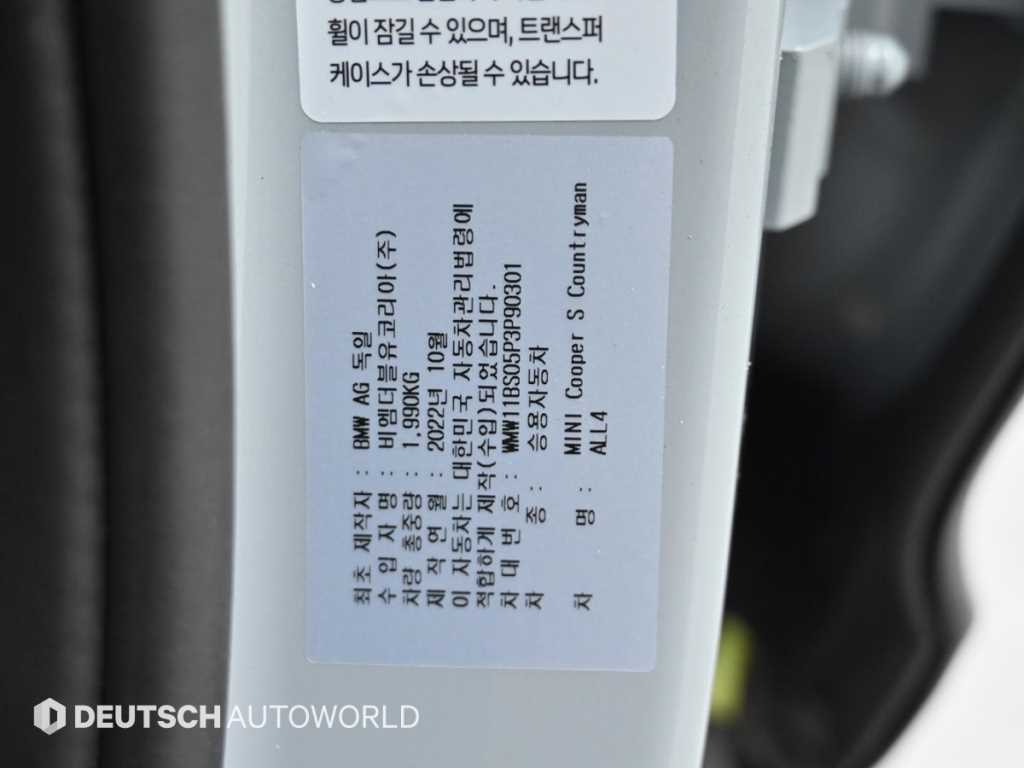 휠이 잠길 수 있으며, 트랜스퍼
케이스가 손상될 수 있습니다.
최초 제작자 : BMW AG 독일
수 입 자 명 : 비엠더블유코리아(주)
차량 총중량 : 1,990KG
제 작 연 월 : 2022년 10월
이 자동차는 대한민국 자동차관리법령에
적합하게 제작(수입)되었습니다.
차 대 번 호 : WMW11BS05P3P90301
차 종 : 승용자동차
차 명 : MINI Cooper S Countryman
ALL4
DEUTSCH AUTOWORLD